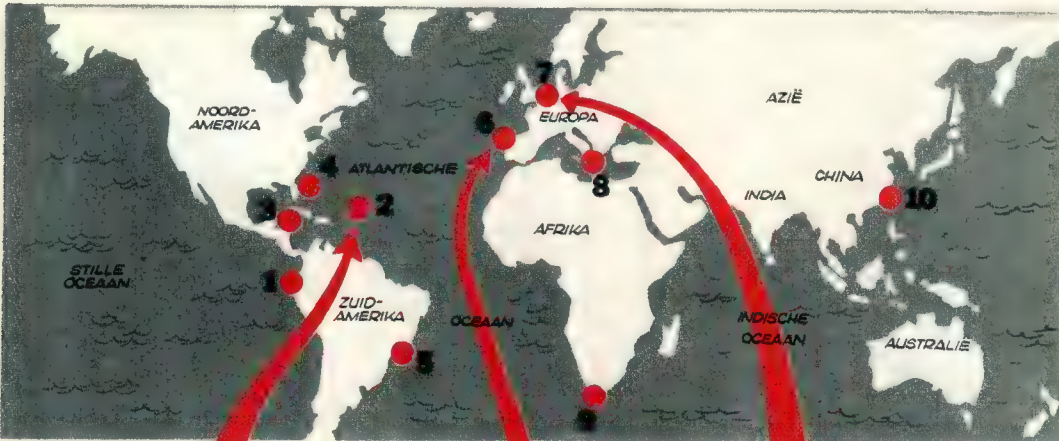 NOORD-
AMERIKA
ATLANTISCHE
OCEAAN
STILLE
OCEAAN
ZUID-
AMERIKA
EUROPA
AFRIKA
AZIË
CHINA
INDIA
INDISCHE
OCEAAN
AUSTRALIË
1
2
3
4
5
6
7
8
9
10